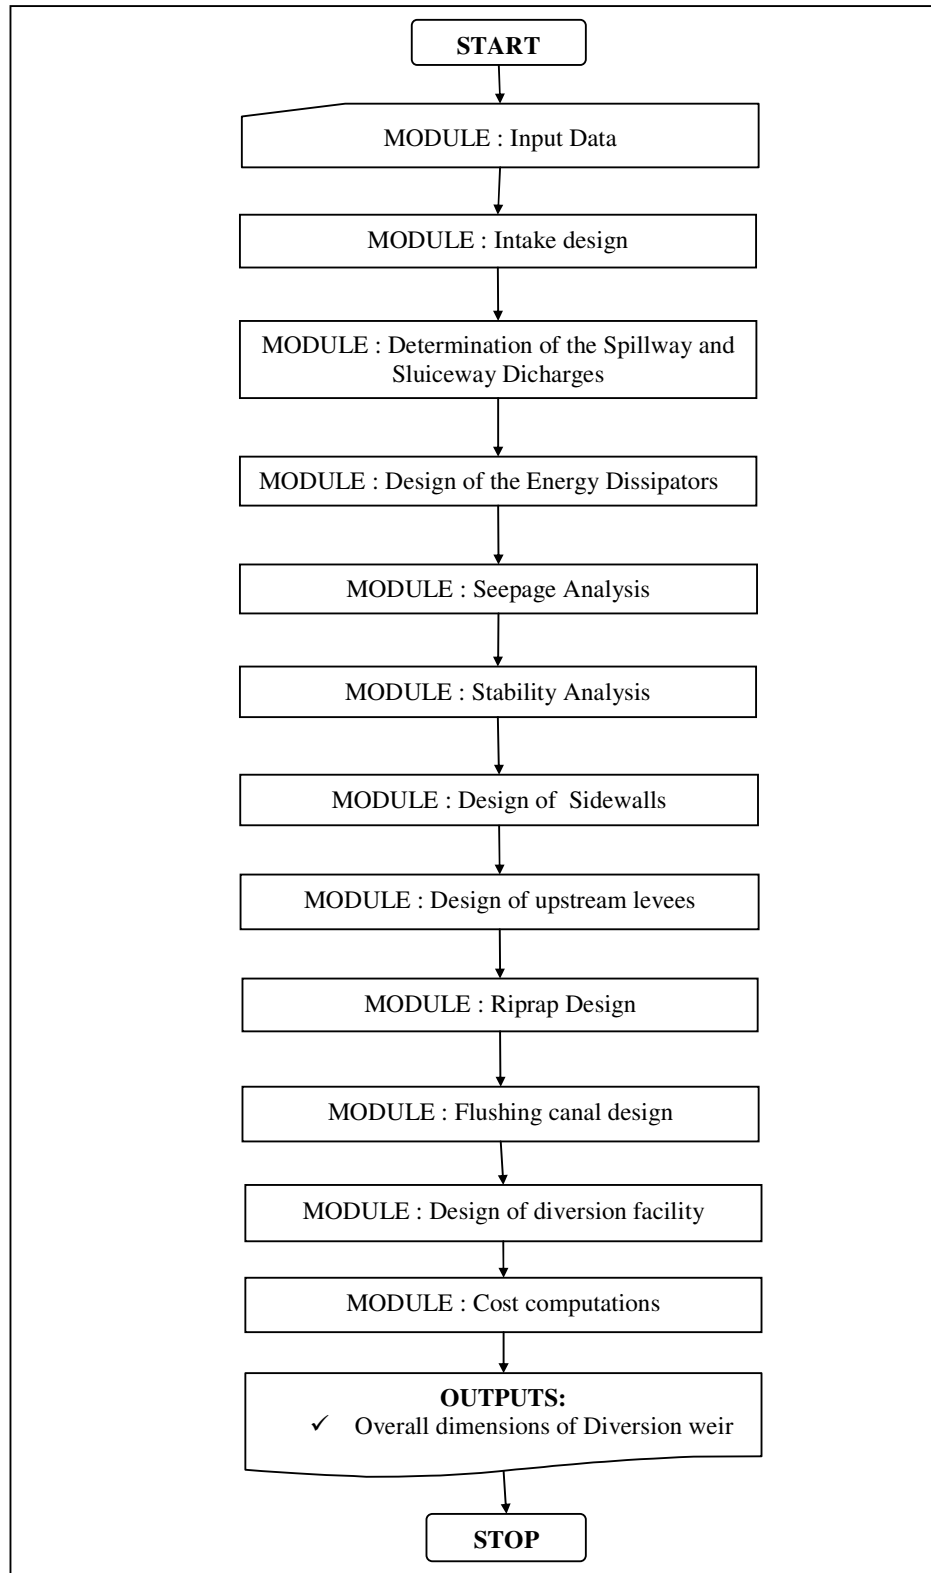 START
MODULE : Input Data
MODULE : Intake design
MODULE : Determination of the Spillway and
Sluiceway Dicharges
MODULE : Design of the Energy Dissipators
MODULE : Seepage Analysis
MODULE : Stability Analysis
MODULE : Design of  Sidewalls
MODULE : Design of upstream levees
MODULE : Riprap Design
MODULE : Flushing canal design
MODULE : Design of diversion facility
MODULE : Cost computations
OUTPUTS:
✓ Overall dimensions of Diversion weir
STOP